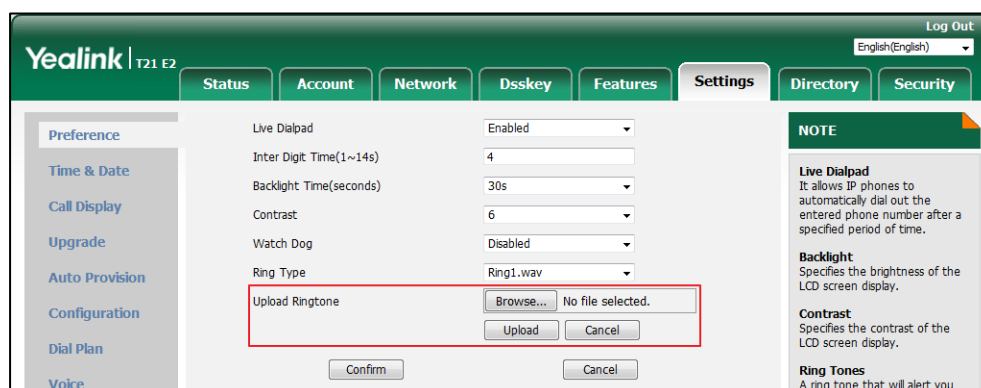 Log Out
English(English)
Yealink T21 E2
Status Account Network Dsskey Features Settings Directory Security
Preference
Time & Date
Call Display
Upgrade
Auto Provision
Configuration
Dial Plan
Voice
Live Dialpad Enabled
Inter Digit Time(1~14s) 4
Backlight Time(seconds) 30s
Contrast 6
Watch Dog Disabled
Ring Type Ring1.wav
Upload Ringtone Browse... No file selected.
Upload Cancel
Confirm Cancel
NOTE
Live Dialpad
It allows IP phones to
automatically dial out the
entered phone number after a
specified period of time.
Backlight
Specifies the brightness of the
LCD screen display.
Contrast
Specifies the contrast of the
LCD screen display.
Ring Tones
A ring tone that will alert you